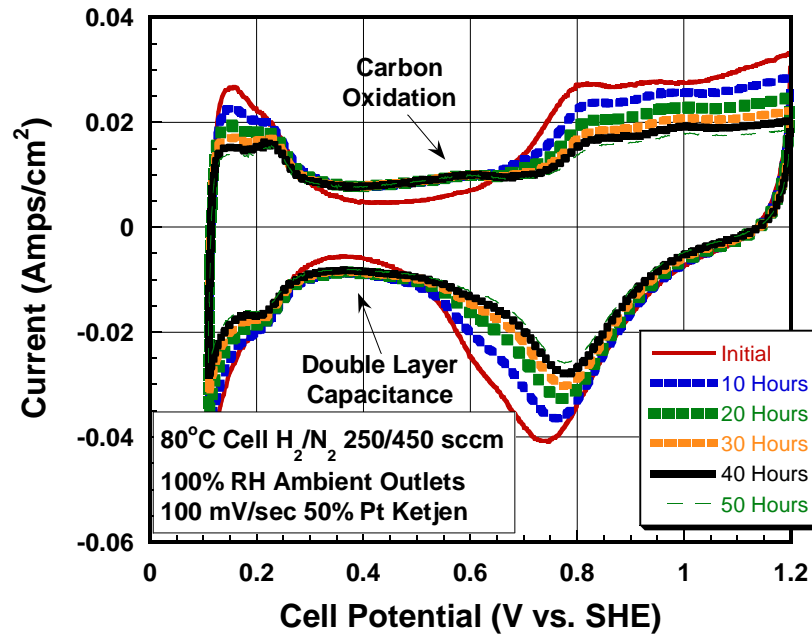 0.04
0.02
0
-0.02
-0.04
-0.06
Current (Amps/cm²)
Carbon
Oxidation
Double Layer
Capacitance
80°C Cell H₂/N₂ 250/450 sccm
100% RH Ambient Outlets
100 mV/sec 50% Pt Ketjen
Initial
10 Hours
20 Hours
30 Hours
40 Hours
50 Hours
0 0.2 0.4 0.6 0.8 1 1.2
Cell Potential (V vs. SHE)